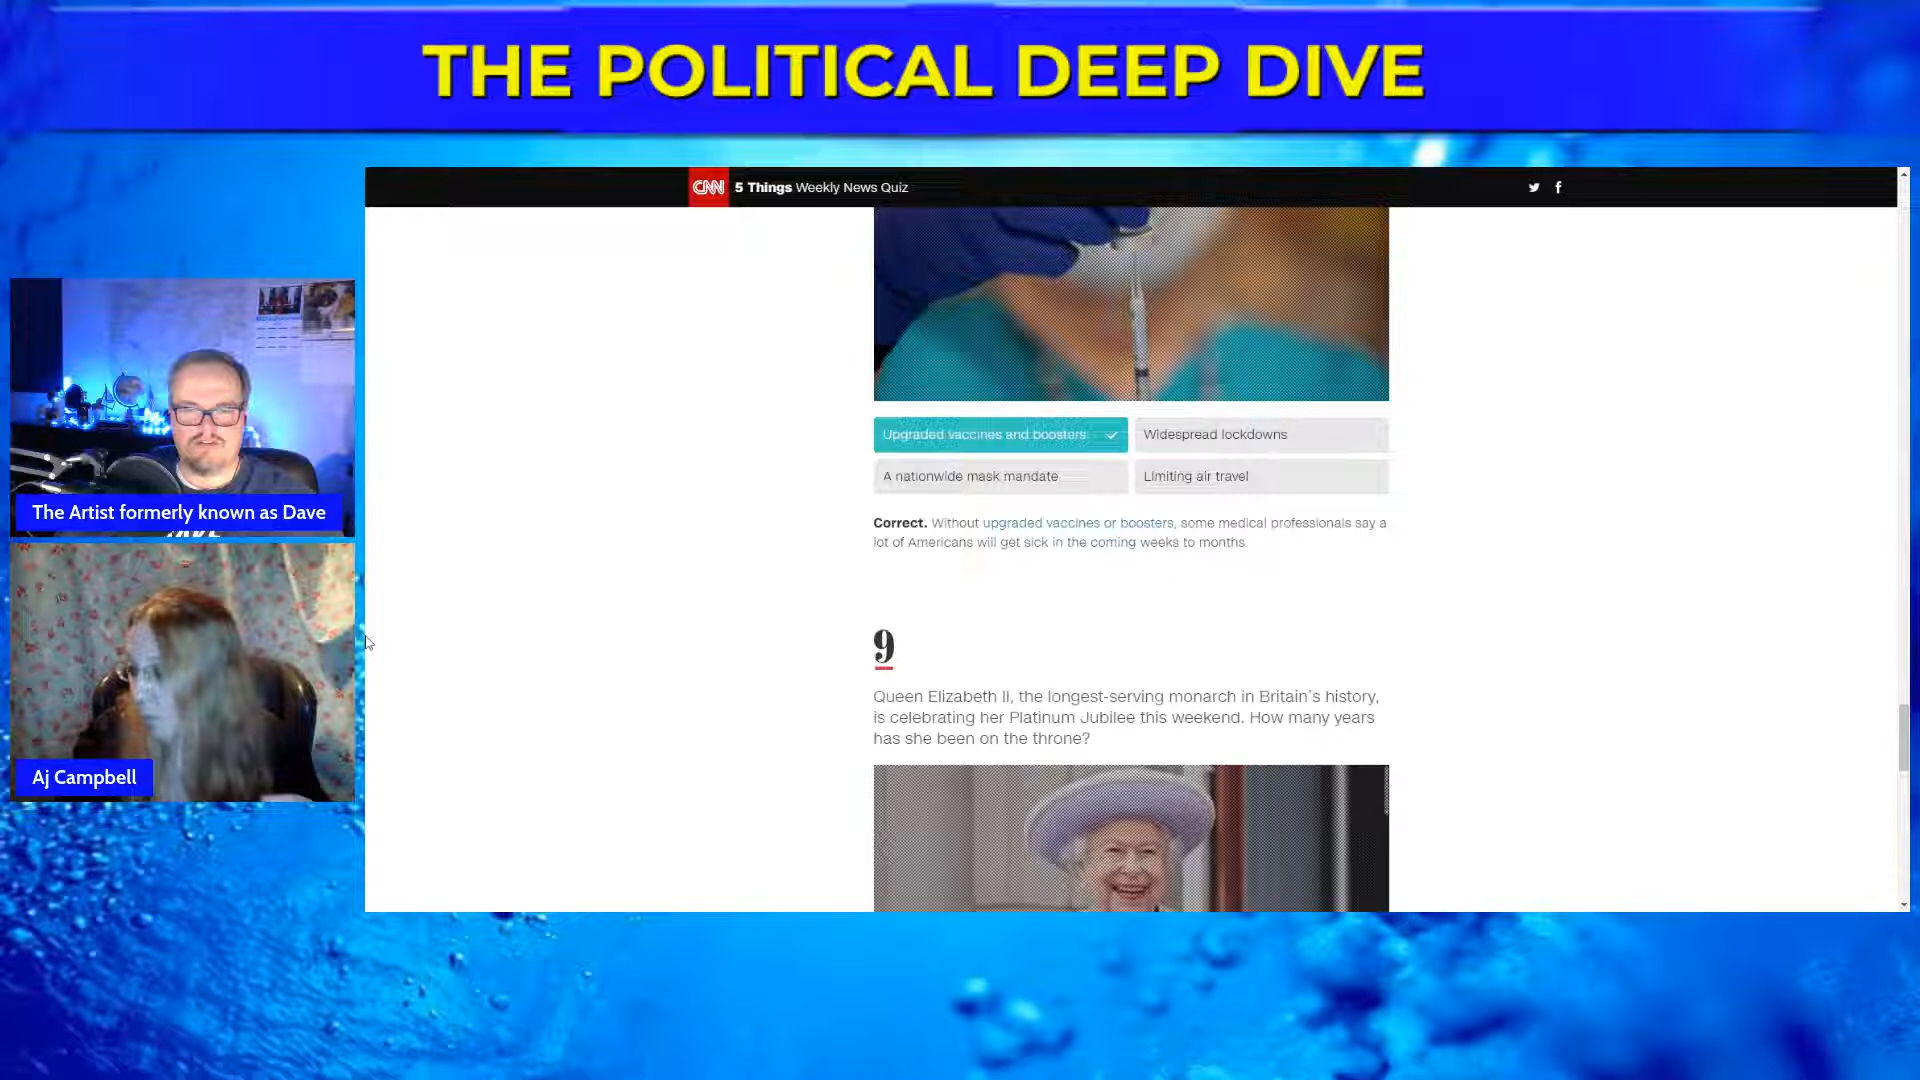 THE POLITICAL DEEP DIVE
CNN 5 Things Weekly News Quiz
Upgraded vaccines and boosters
Widespread lockdowns
A nationwide mask mandate
Limiting air travel
Correct. Without upgraded vaccines or boosters, some medical professionals say a
lot of Americans will get sick in the coming weeks to months.
9
Queen Elizabeth II, the longest-serving monarch in Britain's history,
is celebrating her Platinum Jubilee this weekend. How many years
has she been on the throne?
The Artist formerly known as Dave
Aj Campbell